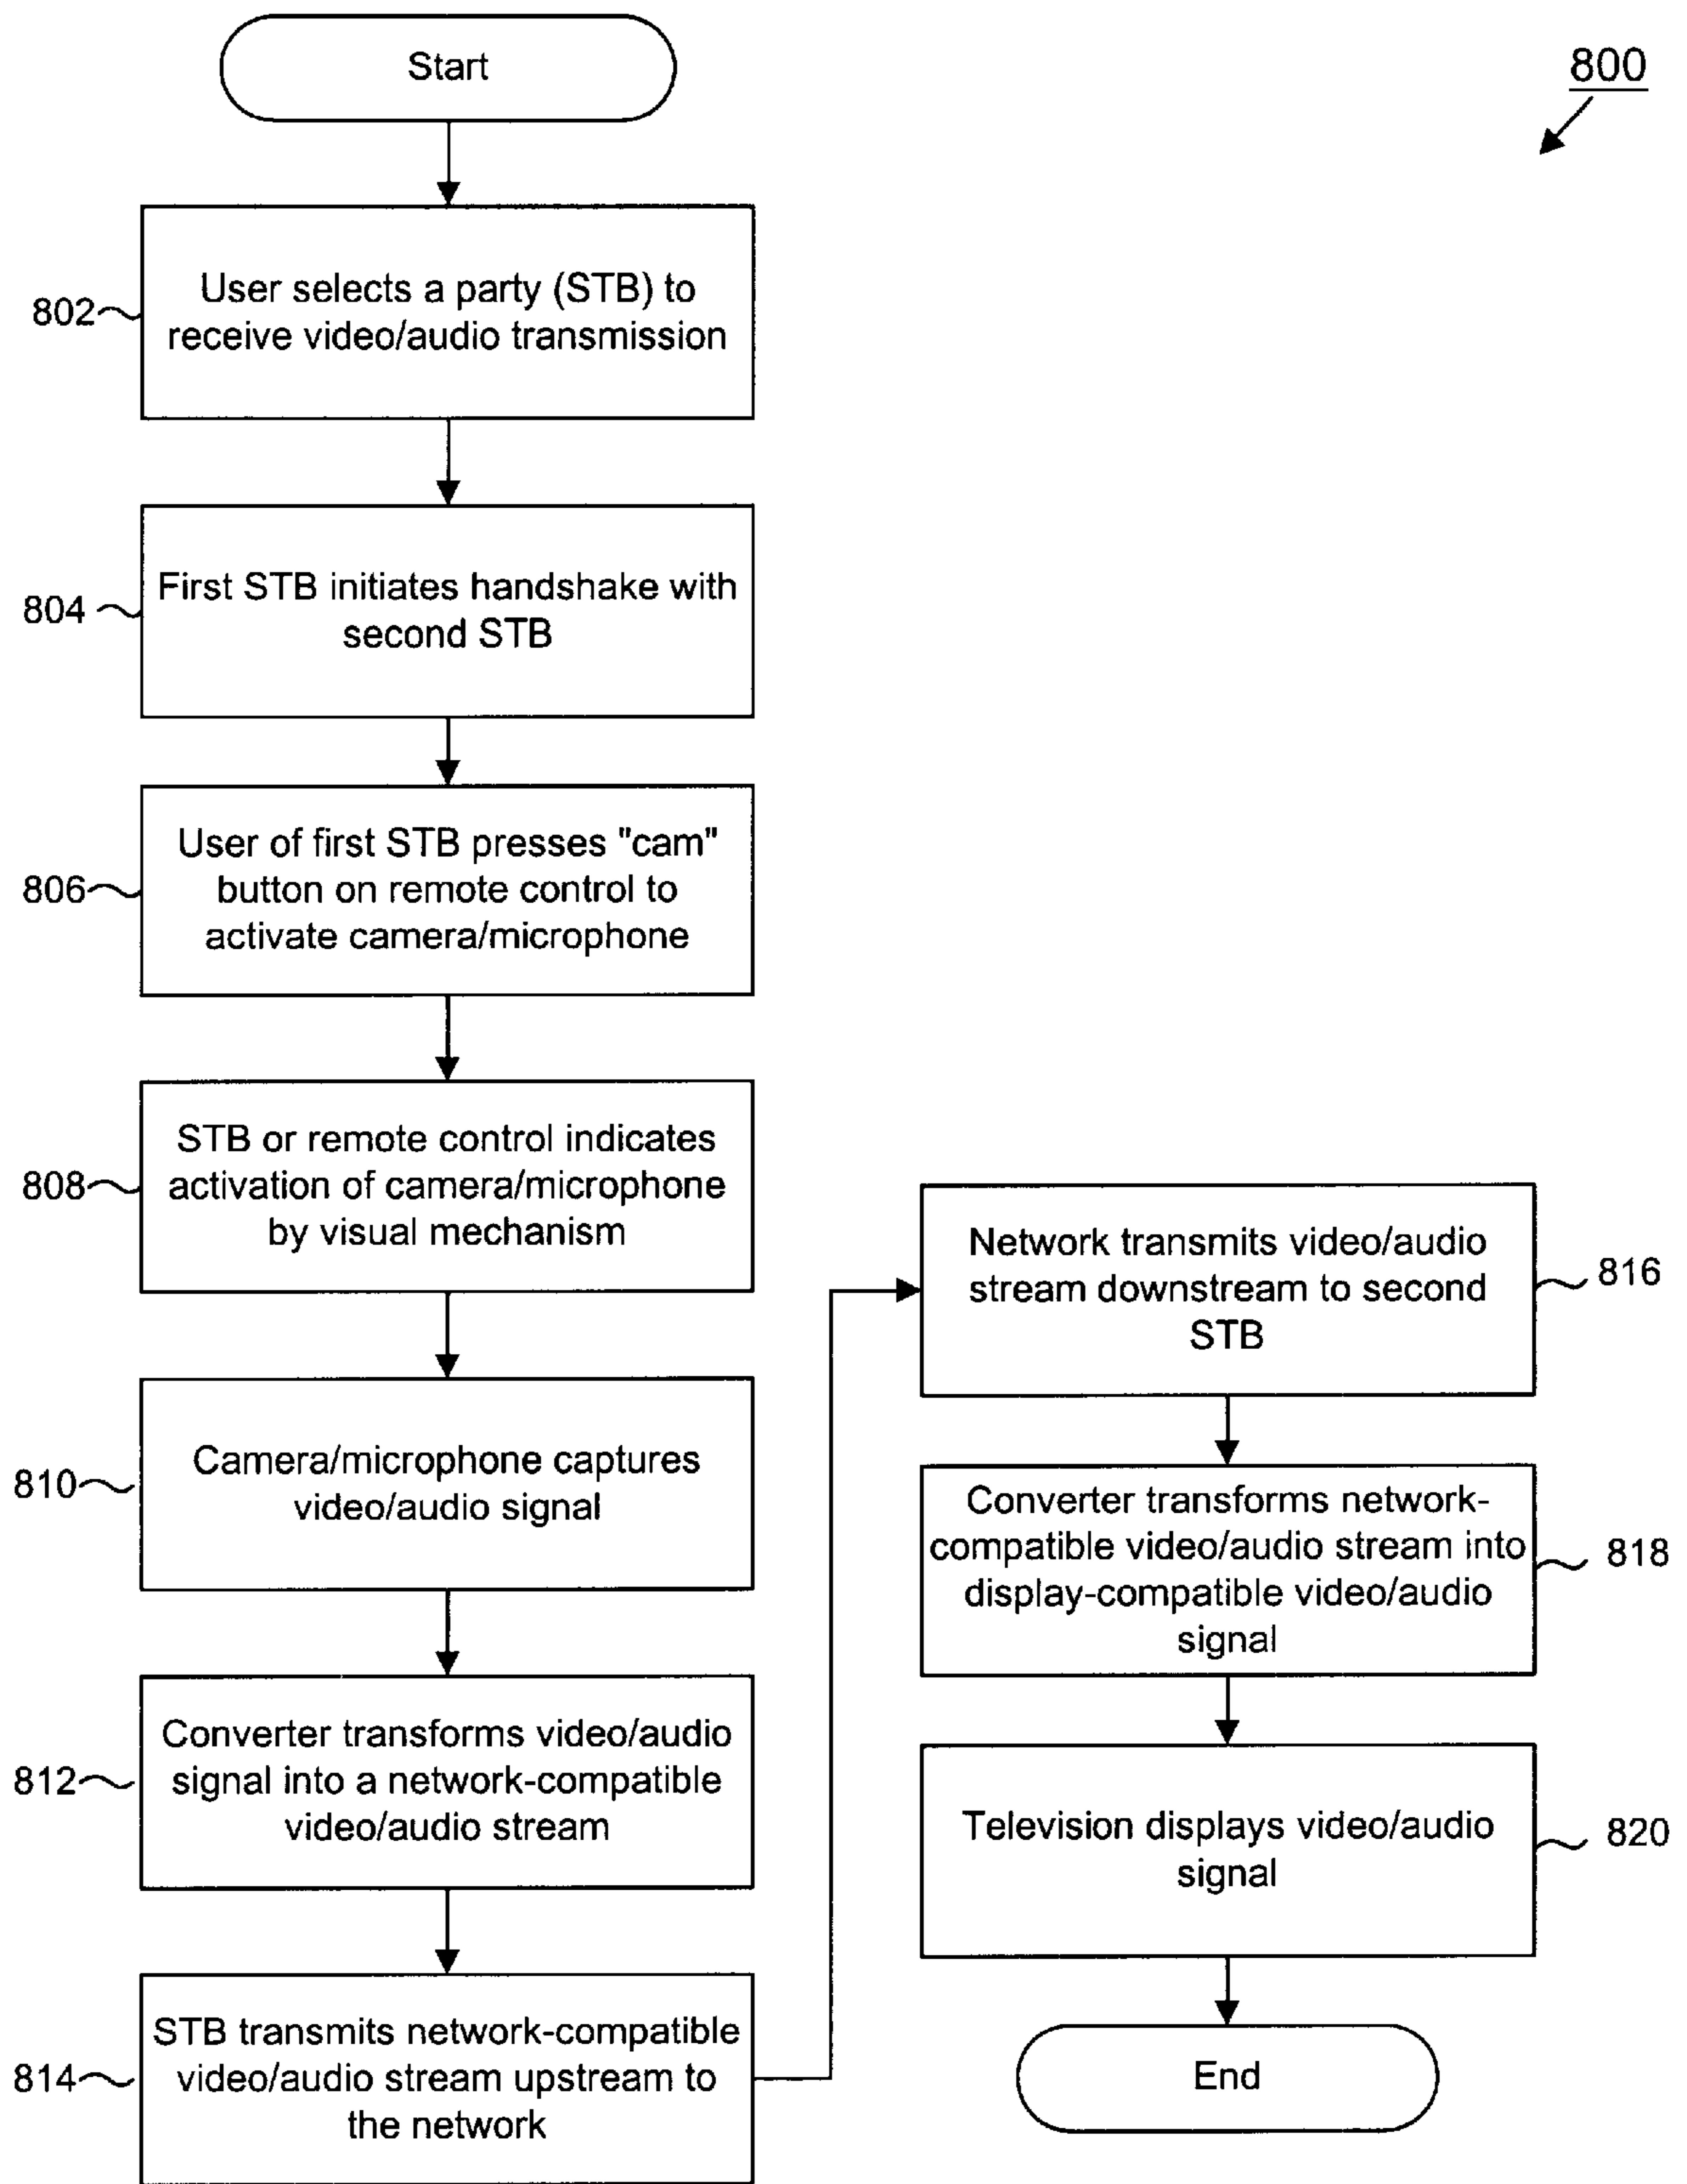 Start
800
802
User selects a party (STB) to
receive video/audio transmission
804
First STB initiates handshake with
second STB
806
User of first STB presses "cam"
button on remote control to
activate camera/microphone
808
STB or remote control indicates
activation of camera/microphone
by visual mechanism
810
Camera/microphone captures
video/audio signal
812
Converter transforms video/audio
signal into a network-compatible
video/audio stream
814
STB transmits network-compatible
video/audio stream upstream to
the network
Network transmits video/audio
stream downstream to second
STB
816
Converter transforms network-
compatible video/audio stream into
display-compatible video/audio
signal
818
Television displays video/audio
signal
820
End